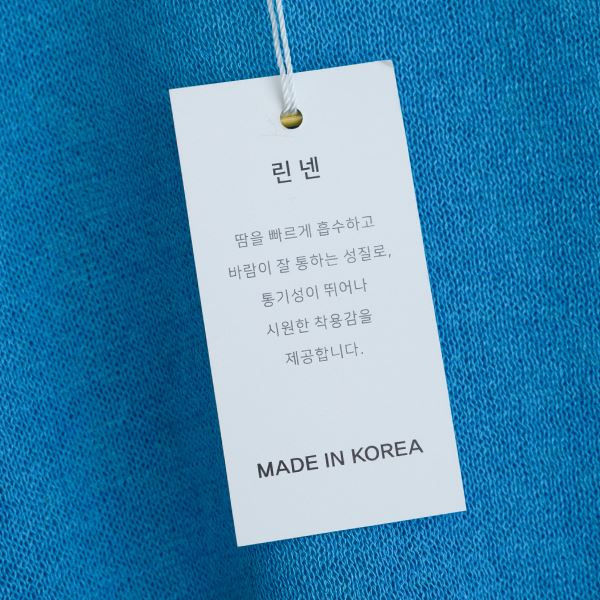 린 넨
땀을 빠르게 흡수하고
바람이 잘 통하는 성질로,
통기성이 뛰어나
시원한 착용감을
제공합니다.
MADE IN KOREA